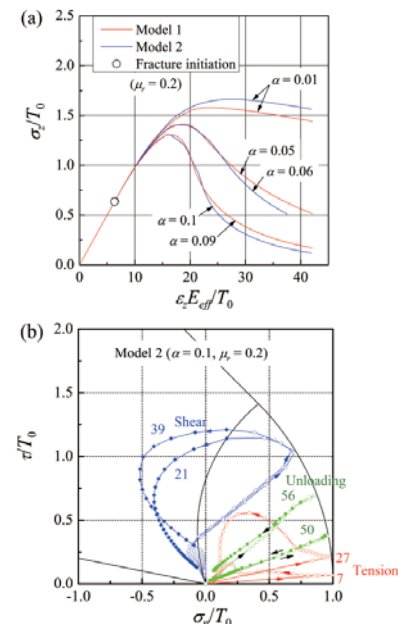 (a)
Model 1
Model 2
Fracture initiation
(μr = 0.2)
α = 0.01
α = 0.05
α = 0.06
α = 0.1
α = 0.09
2.5
2.0
1.5
1.0
0.5
0.0
σz/T0
0 10 20 30 40
εzEeff/T0
(b)
Model 2 (α = 0.1, μr = 0.2)
39 Shear
21
Unloading
56
50
27
Tension
7
2.0
1.5
1.0
0.5
0.0
τ/T0
-1.0 -0.5 0.0 0.5 1.0
/T0